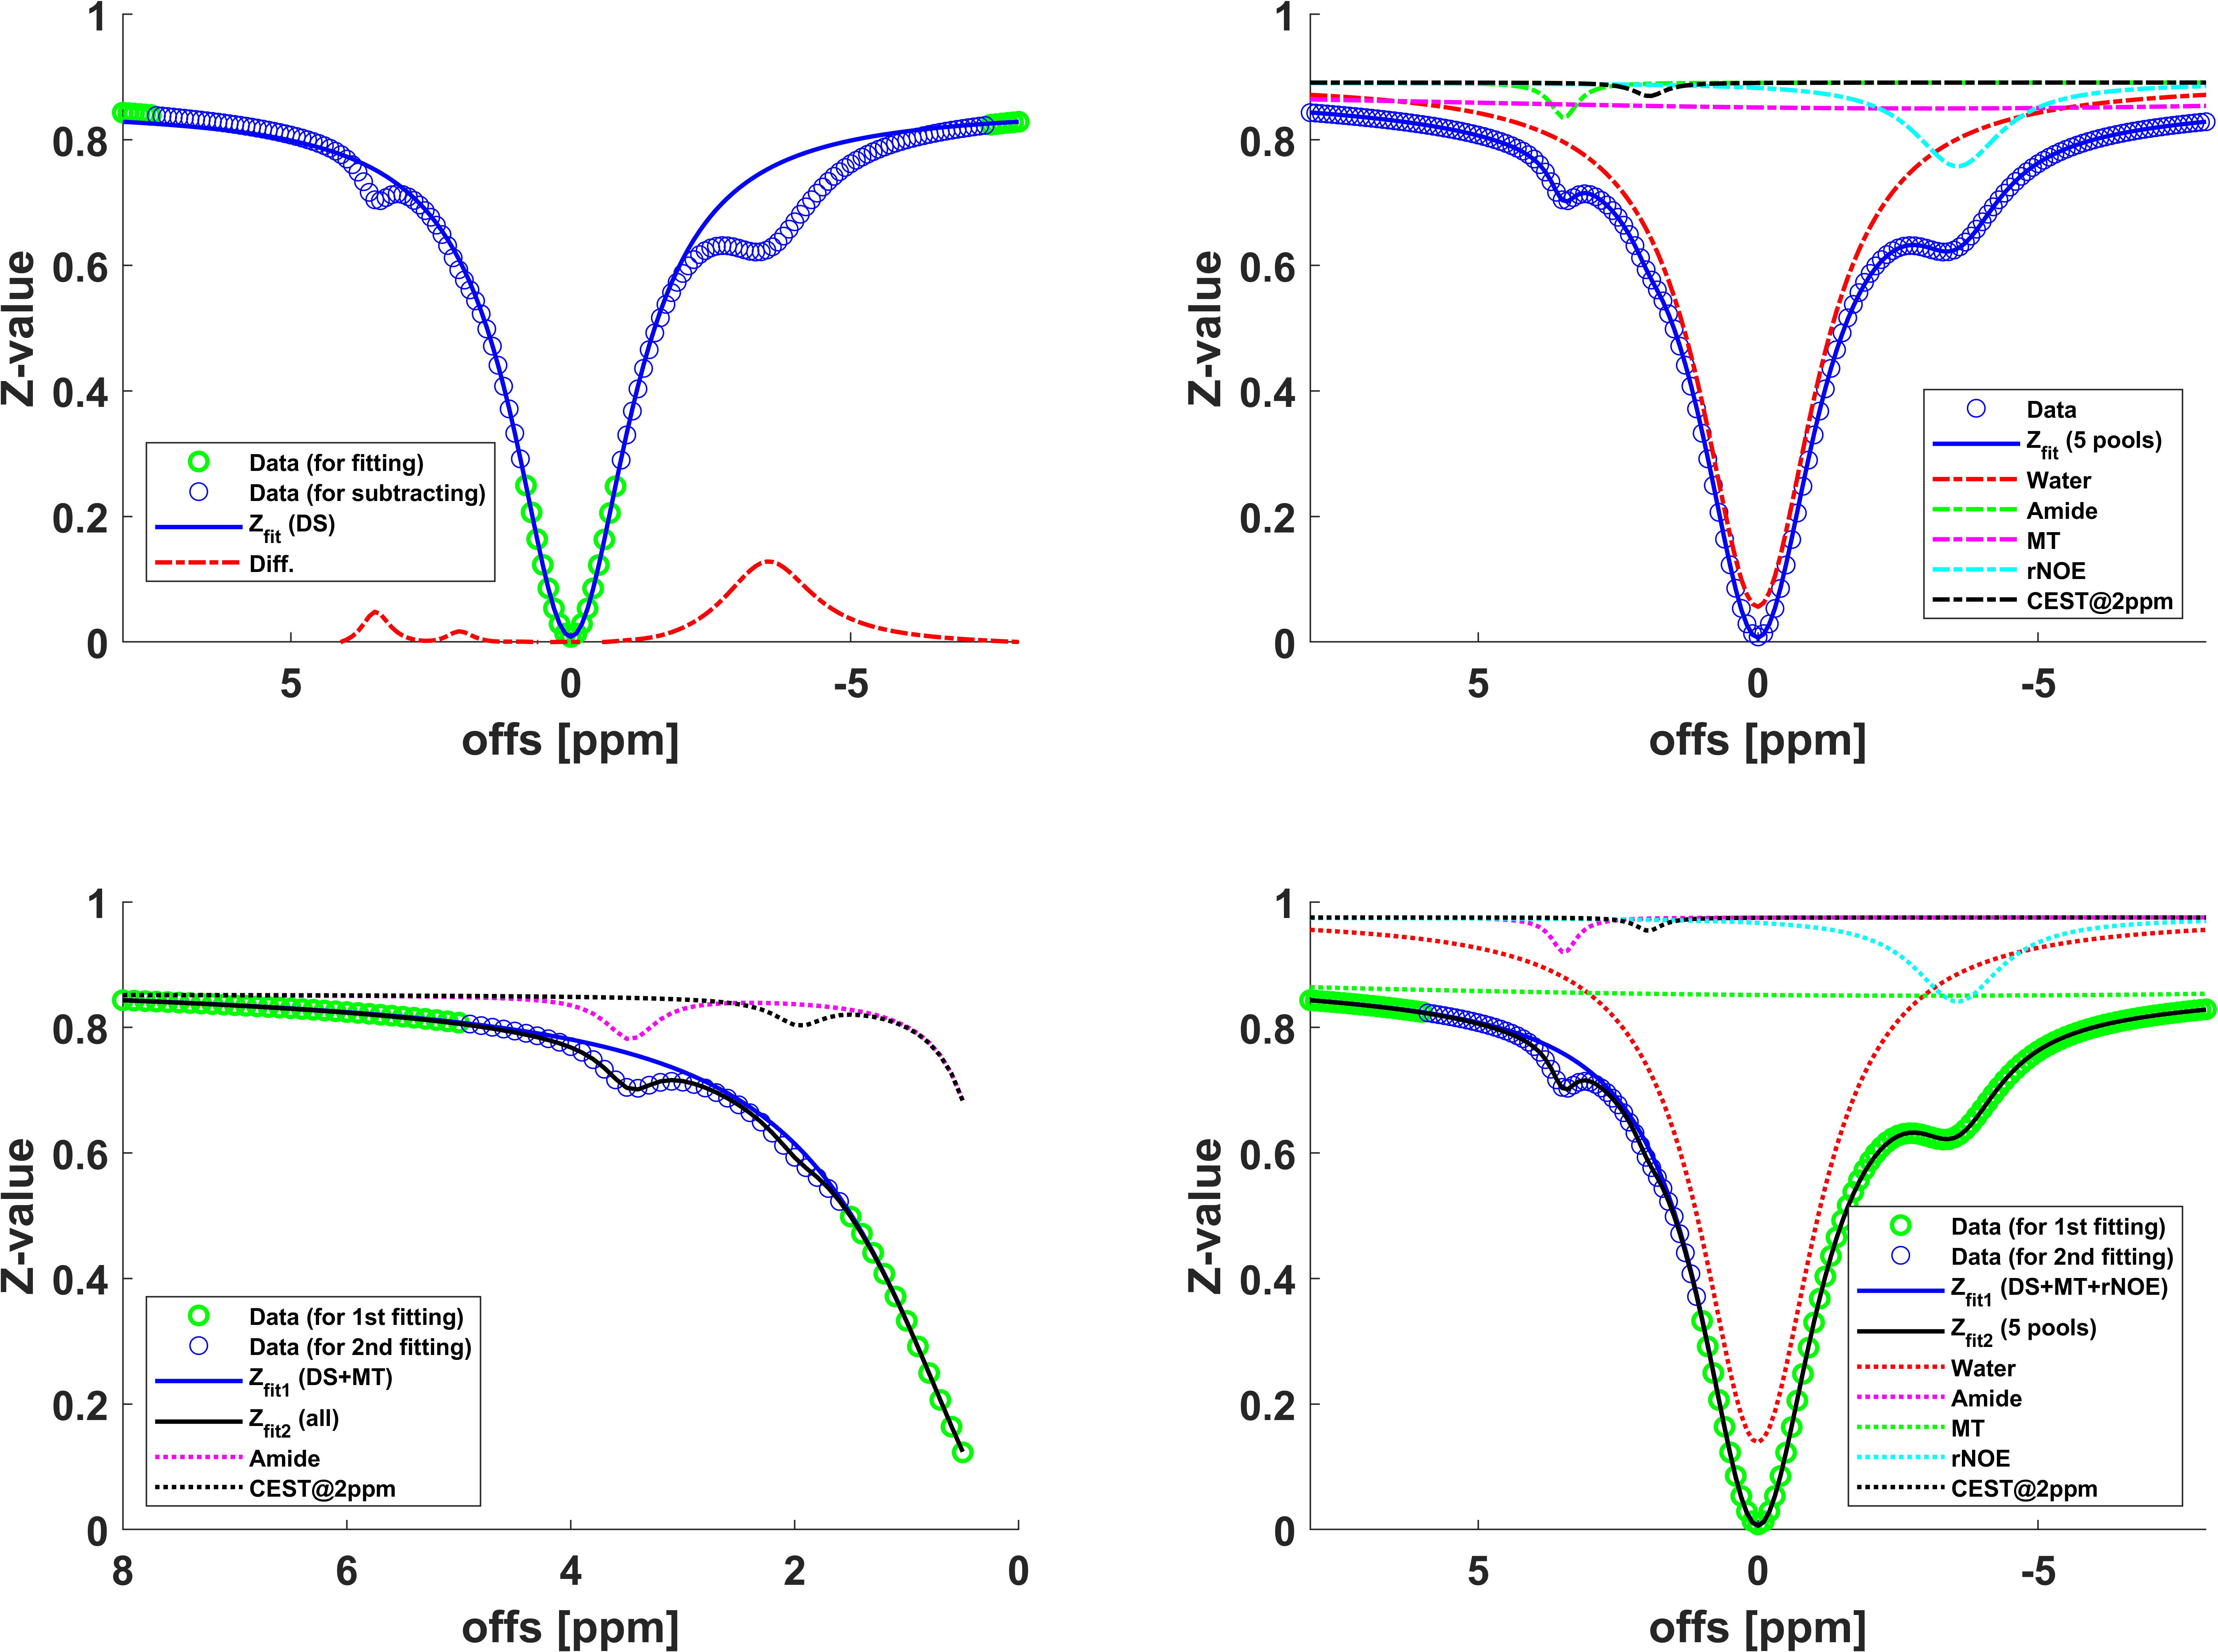 1
0.8
0.6
0.4
0.2
0
Z-value
5
0
-5
offs [ppm]
Data (for fitting)
Data (for subtracting)
Zfit (DS)
Diff.
1
0.8
0.6
0.4
0.2
0
Z-value
5
0
-5
offs [ppm]
Data
Zfit (5 pools)
Water
Amide
MT
rNOE
CEST@2ppm
1
0.8
0.6
0.4
0.2
0
Z-value
8
6
4
2
0
offs [ppm]
Data (for 1st fitting)
Data (for 2nd fitting)
Zfit1 (DS+MT)
Zfit2 (all)
Amide
CEST@2ppm
1
0.8
0.6
0.4
0.2
0
Z-value
5
0
-5
offs [ppm]
Data (for 1st fitting)
Data (for 2nd fitting)
Zfit1 (DS+MT+rNOE)
Zfit2 (5 pools)
Water
Amide
MT
rNOE
CEST@2ppm